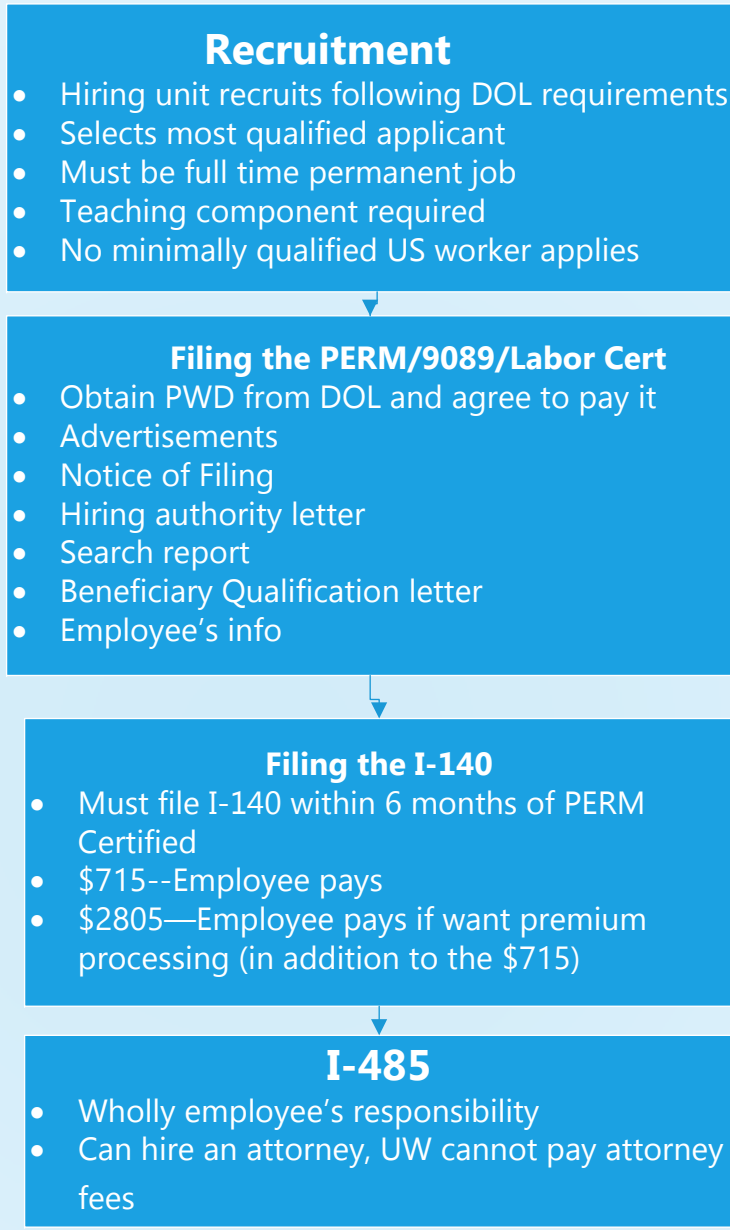 Recruitment
• Hiring unit recruits following DOL requirements
• Selects most qualified applicant
• Must be full time permanent job
• Teaching component required
• No minimally qualified US worker applies
Filing the PERM/9089/Labor Cert
• Obtain PWD from DOL and agree to pay it
• Advertisements
• Notice of Filing
• Hiring authority letter
• Search report
• Beneficiary Qualification letter
• Employee’s info
Filing the I-140
• Must file I-140 within 6 months of PERM
Certified
• $715--Employee pays
• $2805—Employee pays if want premium
processing (in addition to the $715)
I-485
• Wholly employee’s responsibility
• Can hire an attorney, UW cannot pay attorney
fees